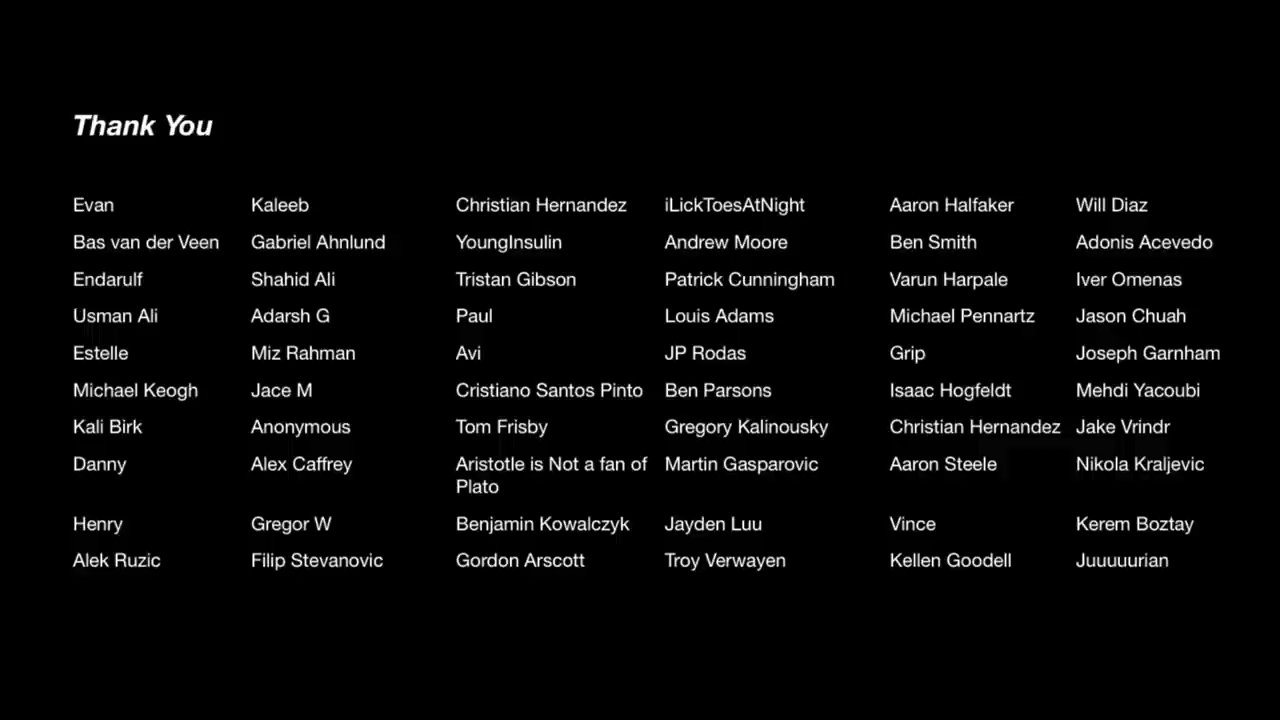 Thank You
Evan Kaleeb Christian Hernandez iLickToesAtNight Aaron Halfaker Will Diaz
Bas van der Veen Gabriel Ahnlund YoungInsulin Andrew Moore Ben Smith Adonis Acevedo
Endarulf Shahid Ali Tristan Gibson Patrick Cunningham Varun Harpale Iver Omenas
Usman Ali Adarsh G Paul Louis Adams Michael Pennartz Jason Chuah
Estelle Miz Rahman Avi JP Rodas Grip Joseph Garnham
Michael Keogh Jace M Cristiano Santos Pinto Ben Parsons Isaac Hogfeldt Mehdi Yacoubi
Kali Birk Anonymous Tom Frisby Gregory Kalinousky Christian Hernandez Jake Vrindr
Danny Alex Caffrey Aristotle is Not a fan of Martin Gasparovic Aaron Steele Nikola Kraljevic
Plato
Henry Gregor W Benjamin Kowalczyk Jayden Luu Vince Kerem Boztay
Alek Ruzic Filip Stevanovic Gordon Arscott Troy Verwayen Kellen Goodell Juuuuurian